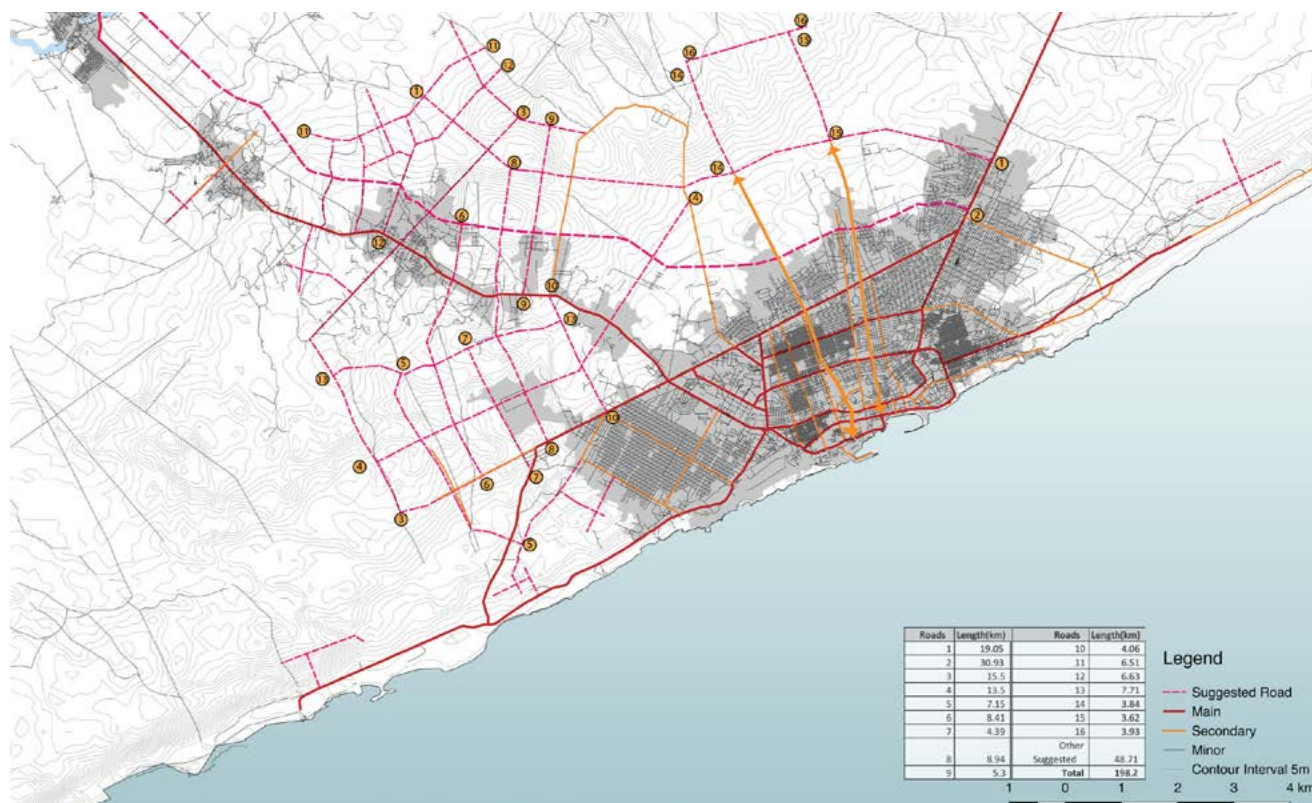 16
15
11
16
12
14
1
3
9
11
15
8
1
14
4
6
2
12
10
9
13
7
5
13
10
8
4
7
6
3
5
Roads Length(km) Roads Length(km)
1 19.05 10 4.06
2 30.93 11 6.51
3 15.5 12 6.63
4 13.5 13 7.71
5 7.15 14 3.84
6 8.41 15 3.62
7 4.39 16 3.93
Other
8 8.94 Suggested 48.71
9 5.3 Total 198.2
Legend
Suggested Road
Main
Secondary
Minor
Contour Interval 5m
1 0 1 2 3 4 km